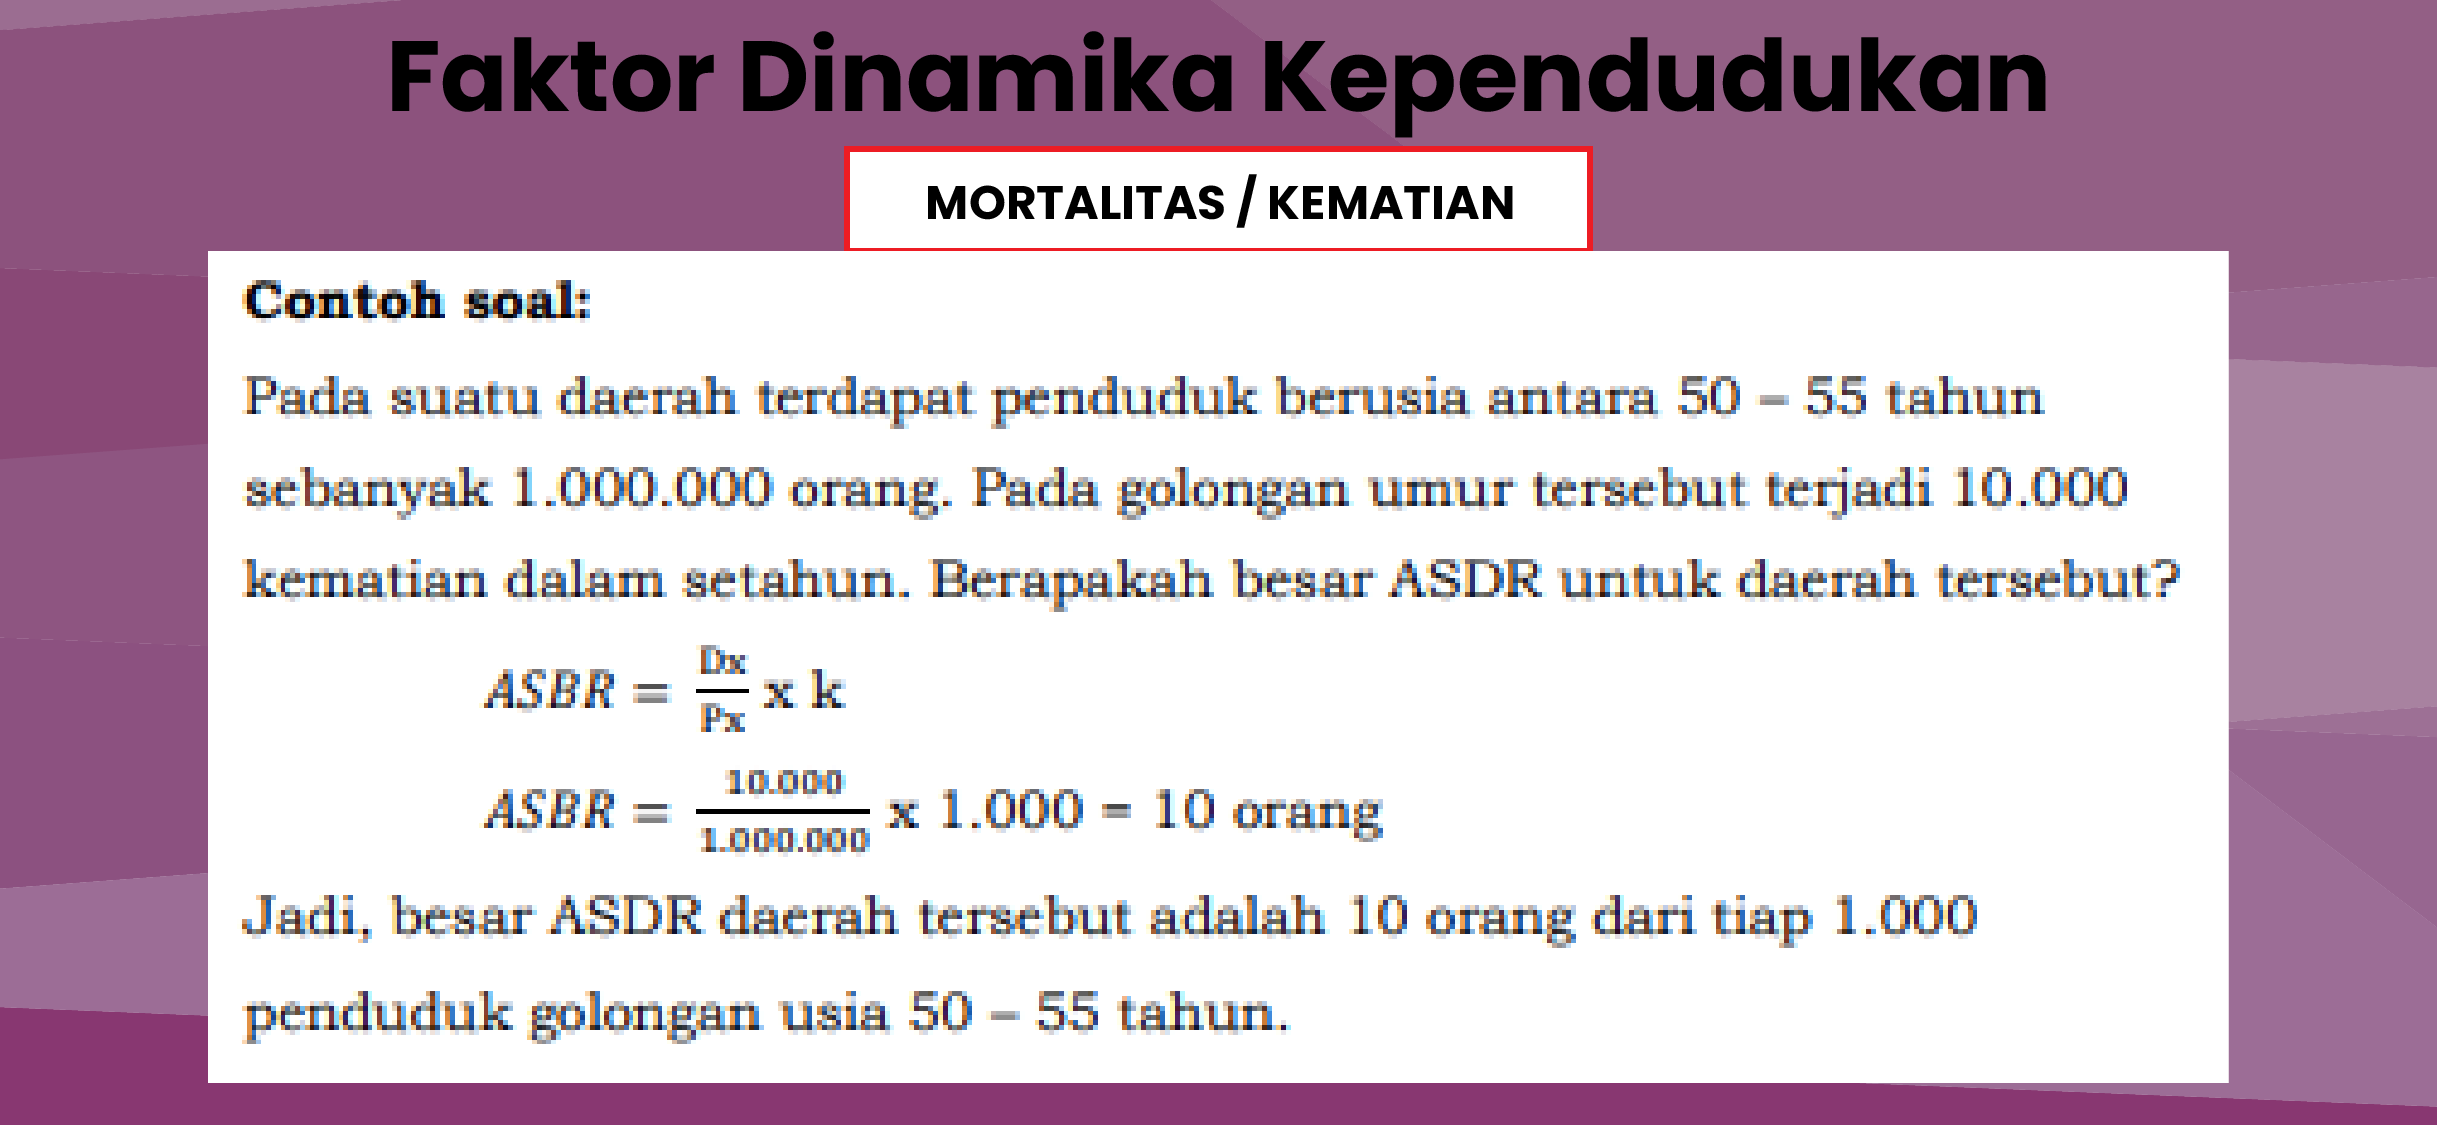 Faktor Dinamika Kependudukan
MORTALITAS / KEMATIAN
Contoh soal:
Pada suatu daerah terdapat penduduk berusia antara 50 – 55 tahun
sebanyak 1.000.000 orang. Pada golongan umur tersebut terjadi 10.000
kematian dalam setahun. Berapakah besar ASDR untuk daerah tersebut?
ASBR = Dx/Px x k
ASBR = 10.000/1.000.000 x 1.000 = 10 orang
Jadi, besar ASDR daerah tersebut adalah 10 orang dari tiap 1.000
penduduk golongan usia 50 – 55 tahun.